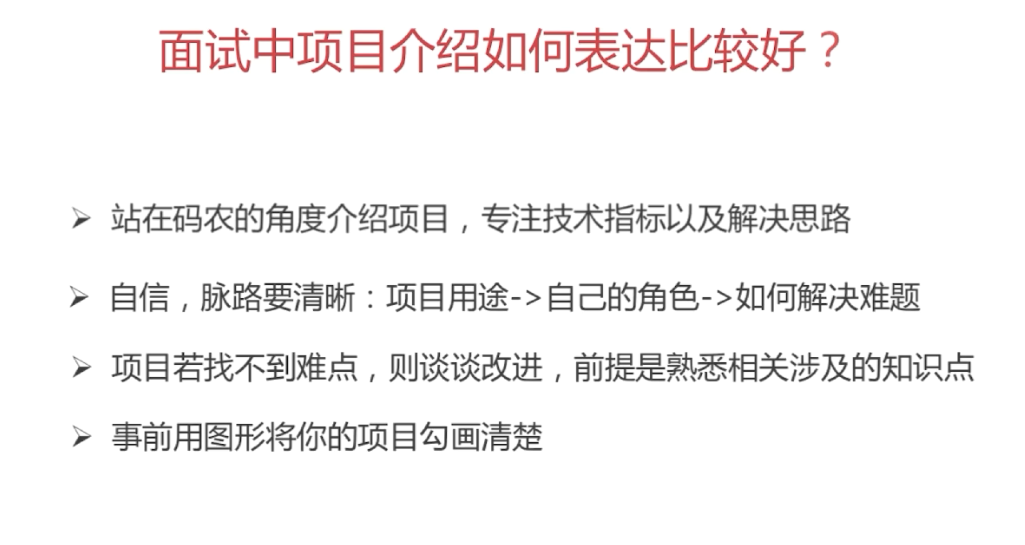 面试中项目介绍如何表达比较好？
➢ 站在码农的角度介绍项目，专注技术指标以及解决思路
➢ 自信，脉路要清晰：项目用途->自己的角色->如何解决难题
➢ 项目若找不到难点，则谈谈改进，前提是熟悉相关涉及的知识点
➢ 事前用图形将你的项目勾画清楚